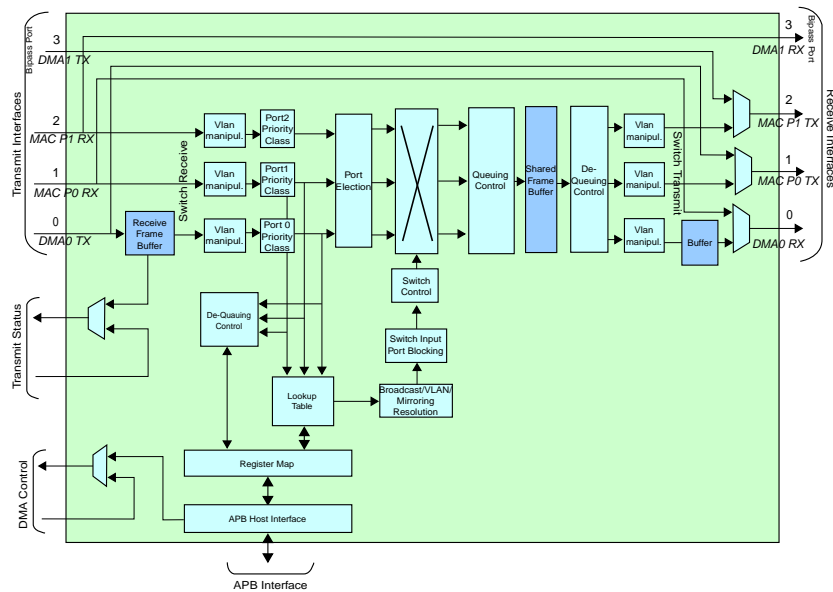 Bipass Port
3
DMA1 TX
2
MAC P1 RX
1
MAC P0 RX
0
DMA0 TX
Transmit Interfaces
Switch Receive
Receive
Frame
Buffer
Vlan
manipul.
Port2
Priority
Class
Vlan
manipul.
Port1
Priority
Class
Vlan
manipul.
Port 0
Priority
Class
Port
Election
Queuing
Control
Shared
Frame
Buffer
De-
Queuing
Control
Vlan
manipul.
Vlan
manipul.
Vlan
manipul.
Switch Transmit
Buffer
3
DMA1 RX
Bipass Port
2
MAC P1 TX
1
MAC P0 TX
0
DMA0 RX
Receive Interfaces
Switch
Control
Switch Input
Port Blocking
Broadcast/VLAN/
Mirroring
Resolution
De-Quauing
Control
Lookup
Table
Transmit Status
Register Map
DMA Control
APB Host Interface
APB Interface